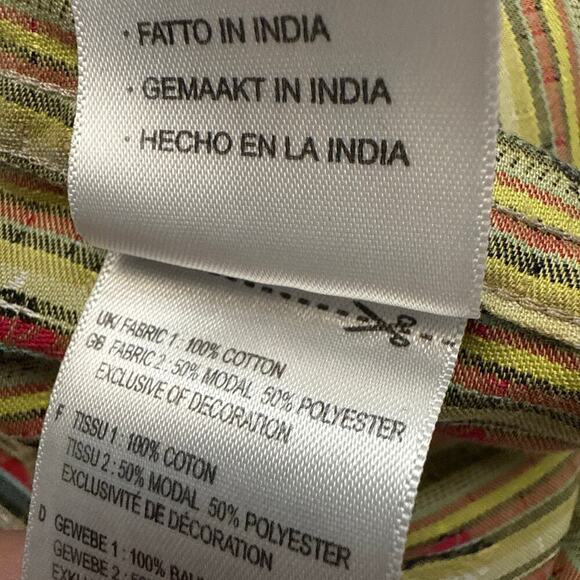 · FATTO IN INDIA
· GEMAAKT IN INDIA
· HECHO EN LA INDIA
UK/ FABRIC 1 : 100% COTTON
GB FABRIC 2 : 50% MODAL 50% POLYESTER
EXCLUSIVE OF DECORATION
F TISSU 1 : 100% COTON
TISSU 2 : 50% MODAL 50% POLYESTER
EXCLUSIVITÉ DE DÉCORATION
D GEWEBE 1 : 100% BAU
GEWEBE 2 :